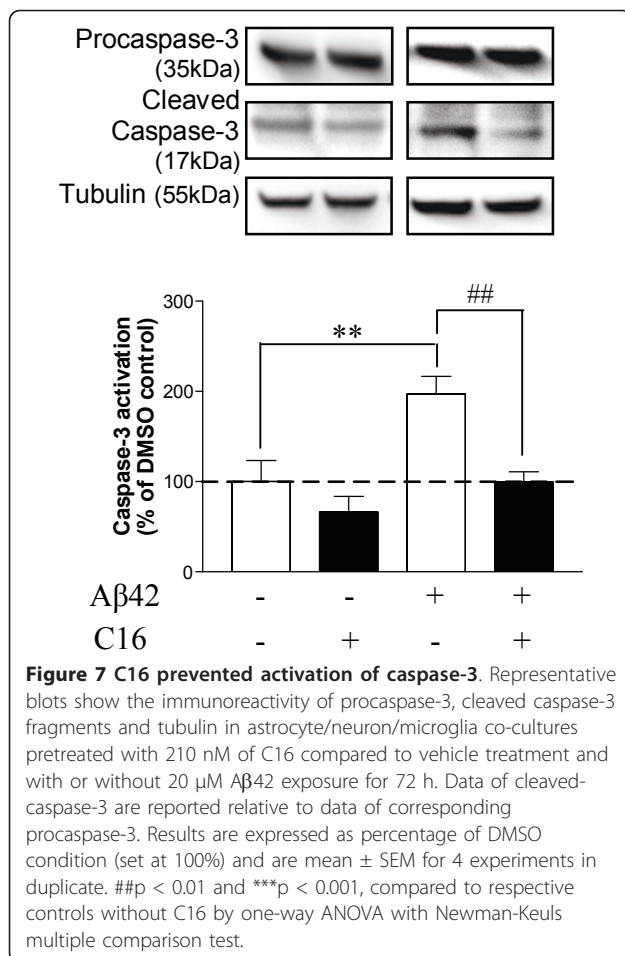 Procaspase-3
(35kDa)
Cleaved
Caspase-3
(17kDa)
Tubulin (55kDa)
300
200
100
0
Caspase-3 activation
(% of DMSO control)
**
##
Aβ42 - - + +
C16 - + - +
Figure 7 C16 prevented activation of caspase-3. Representative
blots show the immunoreactivity of procaspase-3, cleaved caspase-3
fragments and tubulin in astrocyte/neuron/microglia co-cultures
pretreated with 210 nM of C16 compared to vehicle treatment and
with or without 20 μM Aβ42 exposure for 72 h. Data of cleaved-
caspase-3 are reported relative to data of corresponding
procaspase-3. Results are expressed as percentage of DMSO
condition (set at 100%) and are mean ± SEM for 4 experiments in
duplicate. ##p < 0.01 and ***p < 0.001, compared to respective
controls without C16 by one-way ANOVA with Newman-Keuls
multiple comparison test.